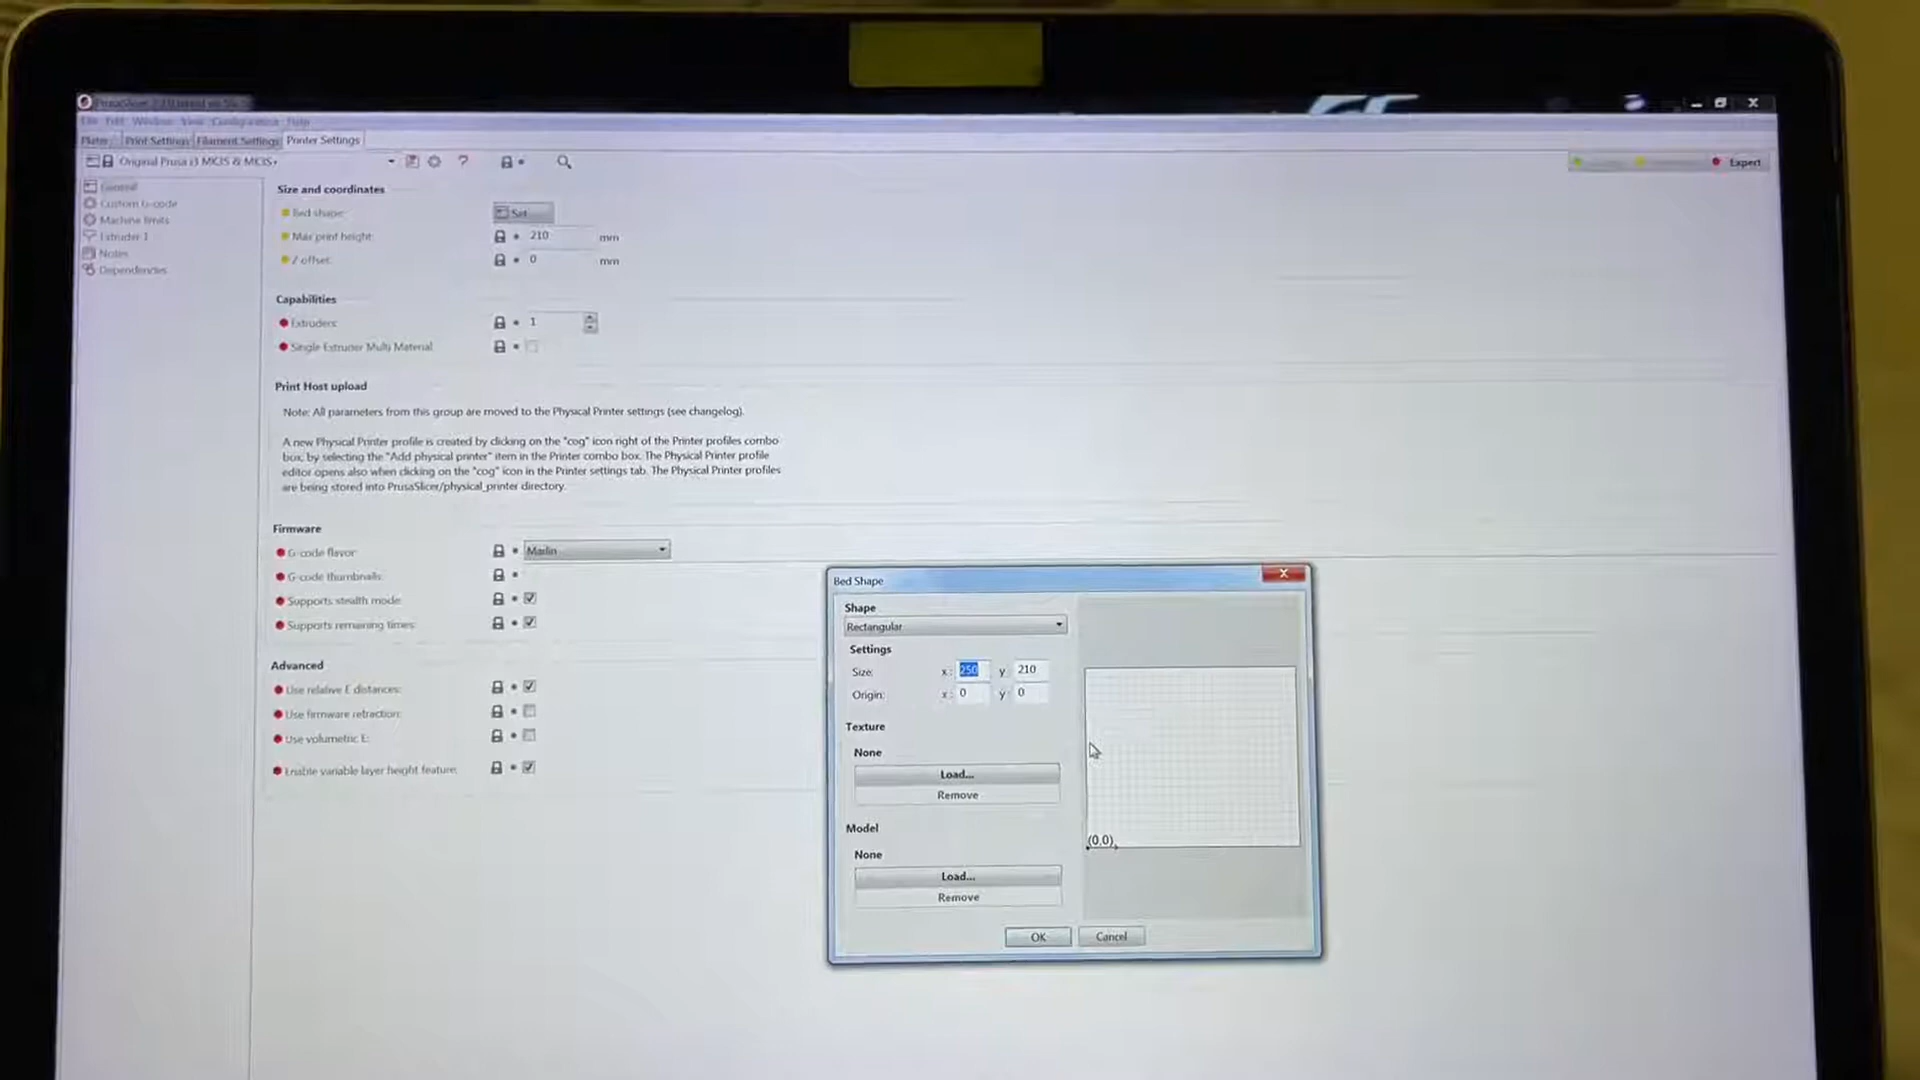 PrusaSlicer
File Edit Window View Configuration Help
Plater Print Settings Filament Settings Printer Settings
Original Prusa i3 MK3S & MK3S+
Expert
General
Custom G-code
Machine limits
Extruder 1
Notes
Dependencies
Size and coordinates
Bed shape: Set...
Max print height: 210 mm
Z offset: 0 mm
Capabilities
Extruders: 1
Single Extruder Multi Material:
Print Host upload
Note: All parameters from this group are moved to the Physical Printer settings (see changelog).
A new Physical Printer profile is created by clicking on the "cog" icon right of the Printer profiles combo
box, by selecting the "Add physical printer" item in the Printer combo box. The Physical Printer profile
editor opens also when clicking on the "cog" icon in the Printer settings tab. The Physical Printer profiles
are being stored into PrusaSlicer/physical_printer directory.
Firmware
G-code flavor: Marlin
G-code thumbnails:
Supports stealth mode:
Supports remaining times:
Advanced
Use relative E distances:
Use firmware retraction:
Use volumetric E:
Enable variable layer height feature:
Bed Shape
Shape
Rectangular
Settings
Size: x: 250 y: 210
Origin: x: 0 y: 0
Texture
None
Load...
Remove
Model
None
Load...
Remove
(0,0)
OK Cancel